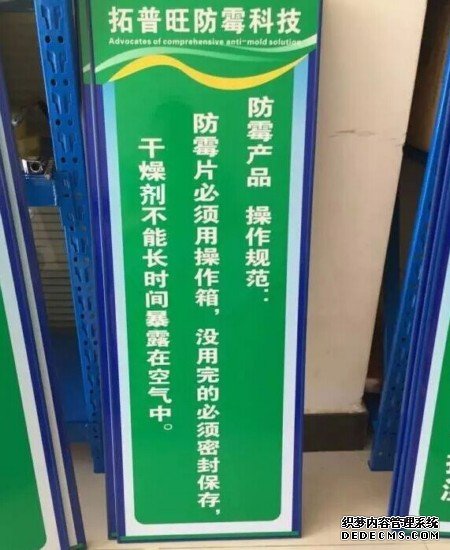 拓普旺防霉科技
Advocates of comprehensive anti-mold solution
防霉产品 操作规范：
防霉片必须用操作箱，没用完的必须密封保存，
干燥剂不能长时间暴露在空气中。
织梦内容管理系统
DEDECMS.COM